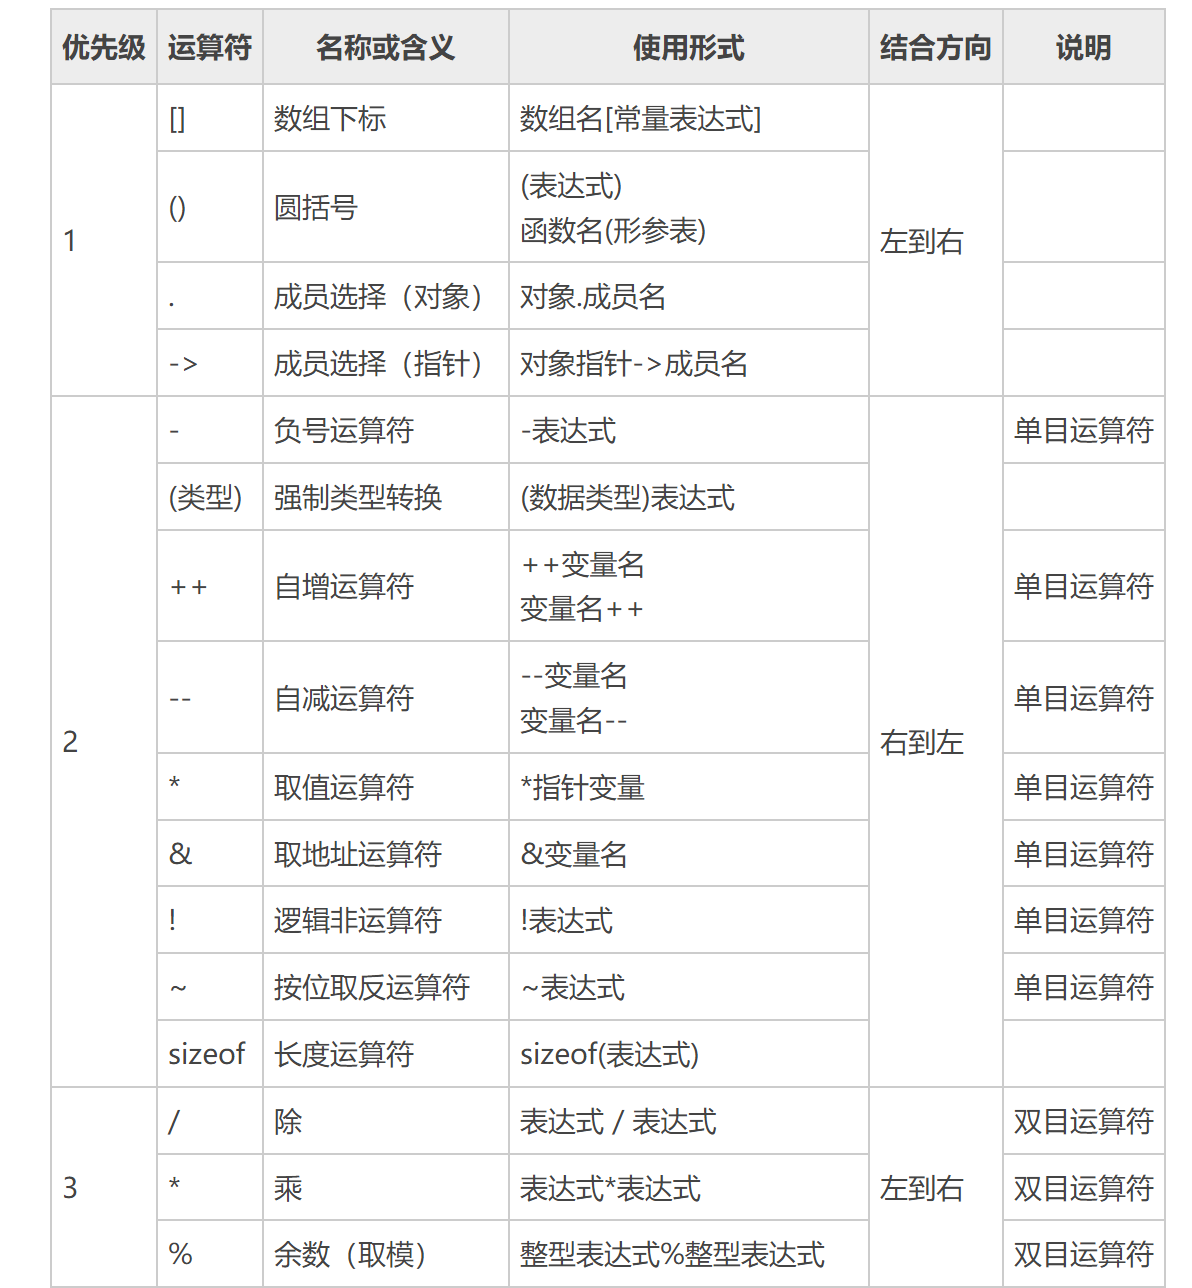 优先级 运算符 名称或含义 使用形式 结合方向 说明
1 [] 数组下标 数组名[常量表达式] 左到右
() 圆括号 (表达式)
函数名(形参表)
. 成员选择（对象） 对象.成员名
-> 成员选择（指针） 对象指针->成员名
2 - 负号运算符 -表达式 右到左 单目运算符
(类型) 强制类型转换 (数据类型)表达式
++ 自增运算符 ++变量名
变量名++ 单目运算符
-- 自减运算符 --变量名
变量名-- 单目运算符
* 取值运算符 *指针变量 单目运算符
& 取地址运算符 &变量名 单目运算符
! 逻辑非运算符 !表达式 单目运算符
~ 按位取反运算符 ~表达式 单目运算符
sizeof 长度运算符 sizeof(表达式)
3 / 除 表达式 / 表达式 左到右 双目运算符
* 乘 表达式*表达式 双目运算符
% 余数（取模） 整型表达式%整型表达式 双目运算符